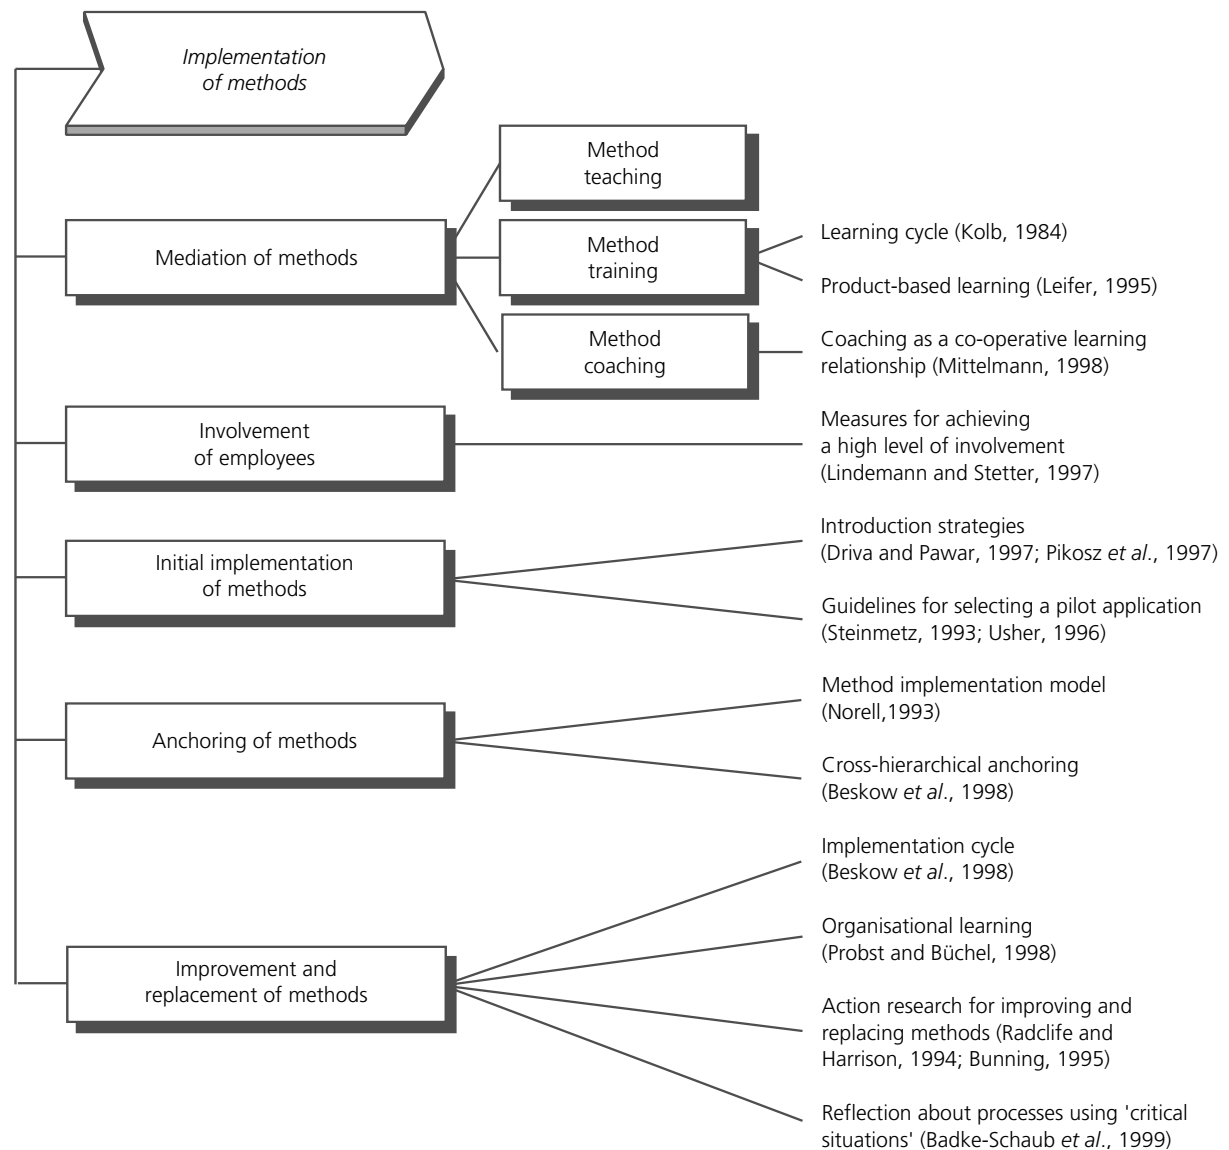 Implementation
of methods
Method
teaching
Mediation of methods
Method
training
Learning cycle (Kolb, 1984)
Product-based learning (Leifer, 1995)
Method
coaching
Coaching as a co-operative learning
relationship (Mittelmann, 1998)
Involvement
of employees
Measures for achieving
a high level of involvement
(Lindemann and Stetter, 1997)
Initial implementation
of methods
Introduction strategies
(Driva and Pawar, 1997; Pikosz et al., 1997)
Guidelines for selecting a pilot application
(Steinmetz, 1993; Usher, 1996)
Anchoring of methods
Method implementation model
(Norell,1993)
Cross-hierarchical anchoring
(Beskow et al., 1998)
Improvement and
replacement of methods
Implementation cycle
(Beskow et al., 1998)
Organisational learning
(Probst and Büchel, 1998)
Action research for improving and
replacing methods (Radclife and
Harrison, 1994; Bunning, 1995)
Reflection about processes using 'critical
situations' (Badke-Schaub et al., 1999)